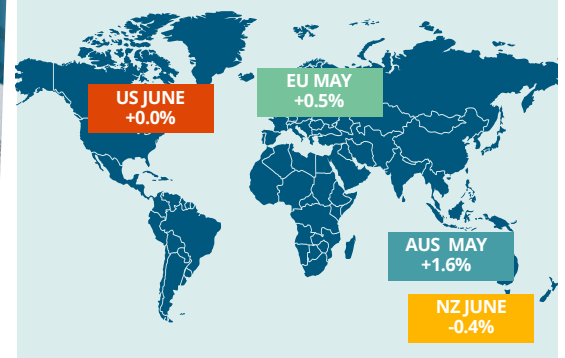 US JUNE
+0.0%
EU MAY
+0.5%
AUS MAY
+1.6%
NZ JUNE
-0.4%